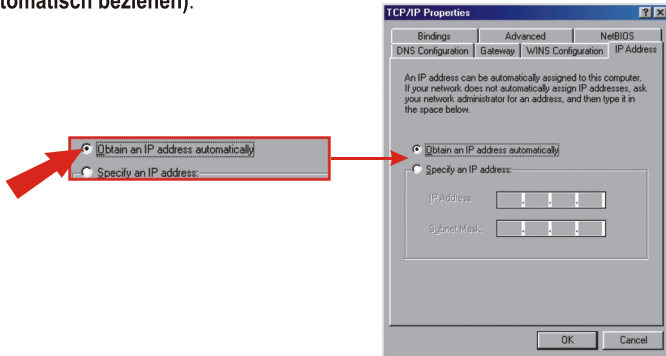 tomatisch beziehen).
TCP/IP Properties
Bindings Advanced NetBIOS
DNS Configuration Gateway WINS Configuration IP Address
An IP address can be automatically assigned to this computer.
If your network does not automatically assign IP addresses, ask
your network administrator for an address, and then type it in
the space below.
Obtain an IP address automatically
Specify an IP address:
Obtain an IP address automatically
Specify an IP address:
IP Address:
Subnet Mask:
OK Cancel